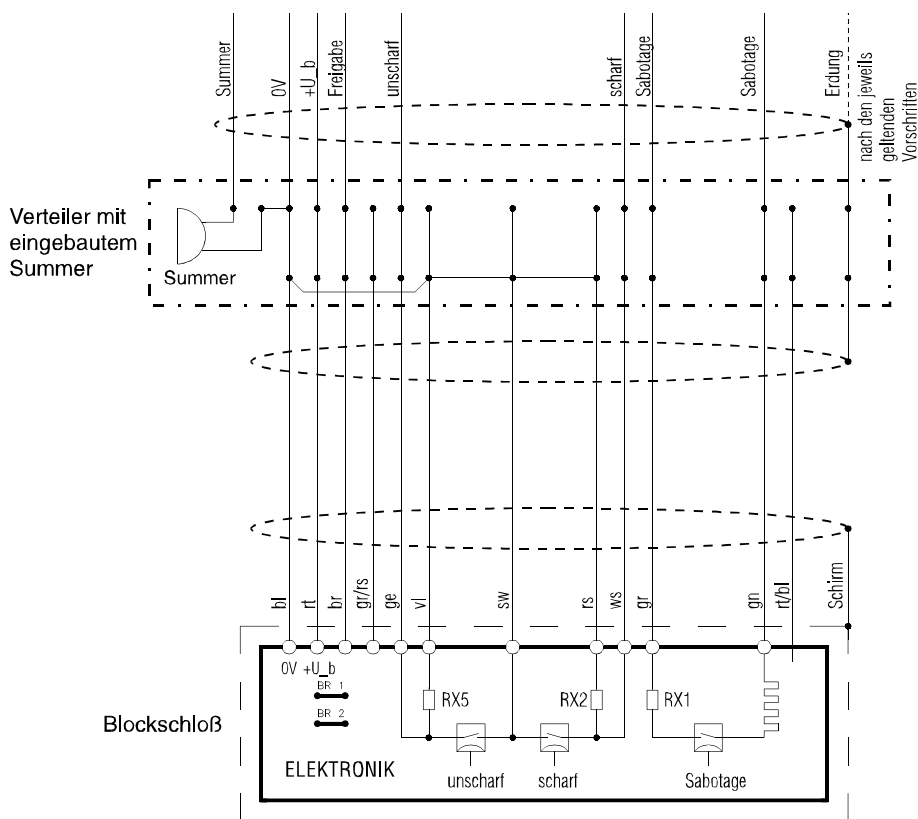 Summer
0V
+U_b
Freigabe
unscharf
scharf
Sabotage
Sabotage
Erdung
nach den jeweils
geltenden
Vorschriften
Verteiler mit
eingebautem
Summer
Summer
bl
rt
br
gr/rs
ge
vl
sw
rs
ws
gr
gn
rt/bl
Schirm
0V +U_b
BR 1
BR 2
RX5
RX2
RX1
Blockschloß
ELEKTRONIK
unscharf
scharf
Sabotage